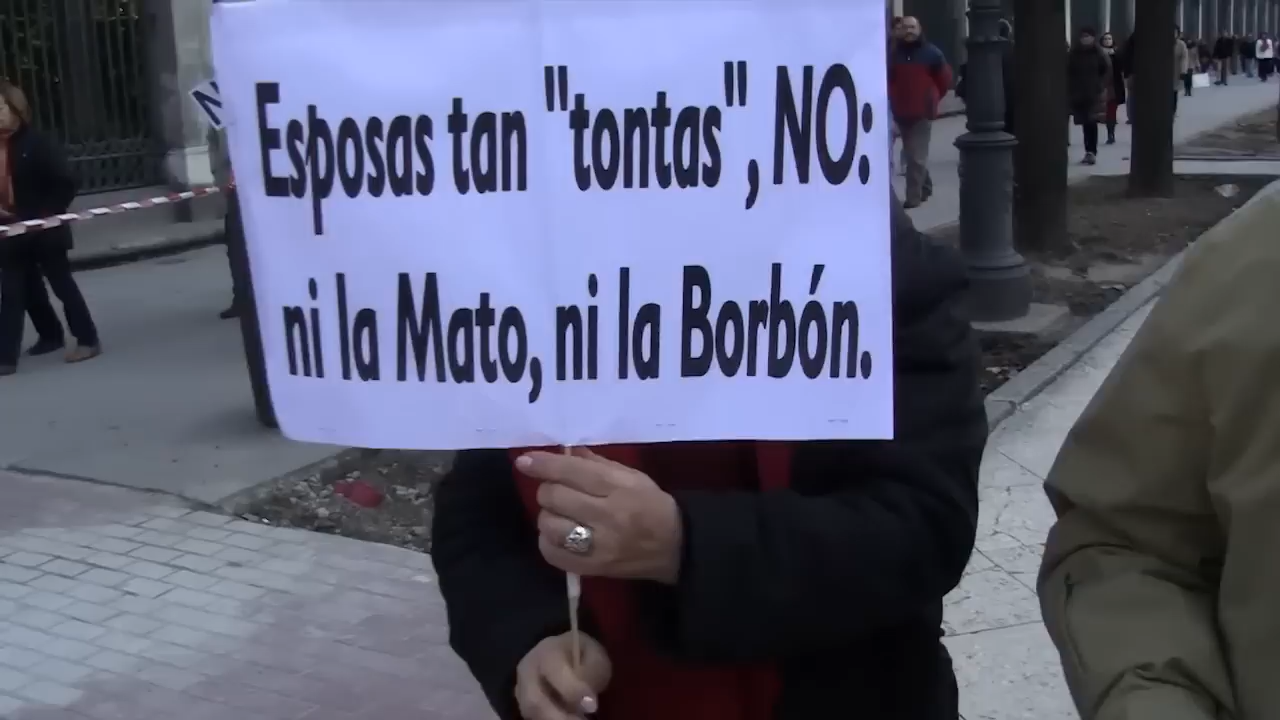 Esposas tan "tontas", NO:
ni la Mato, ni la Borbón.